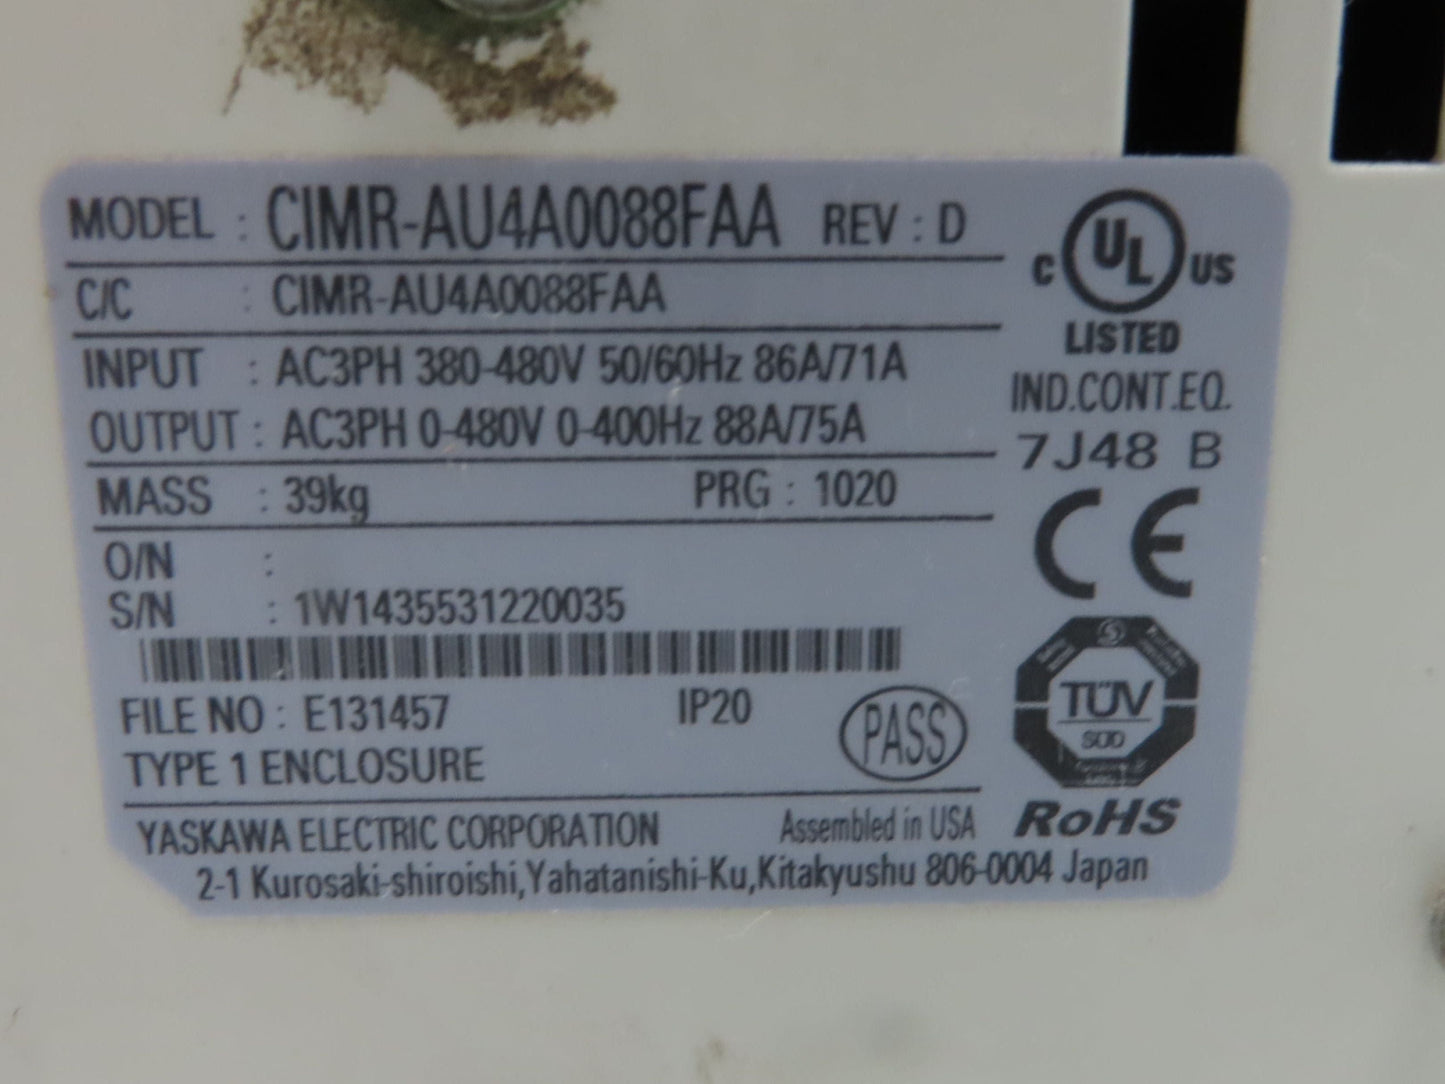 MODEL : CIMR-AU4A0088FAA REV : D
C/C : CIMR-AU4A0088FAA
INPUT : AC3PH 380-480V 50/60Hz 86A/71A
OUTPUT : AC3PH 0-480V 0-400Hz 88A/75A
MASS : 39kg PRG : 1020
O/N :
S/N : 1W1435531220035
FILE NO : E131457 IP20
TYPE 1 ENCLOSURE
PASS
YASKAWA ELECTRIC CORPORATION Assembled in USA
2-1 Kurosaki-shiroishi,Yahatanishi-Ku,Kitakyushu 806-0004 Japan
C UL US
LISTED
IND.CONT.EQ.
7J48 B
CE
TÜV
SÜD
RoHS